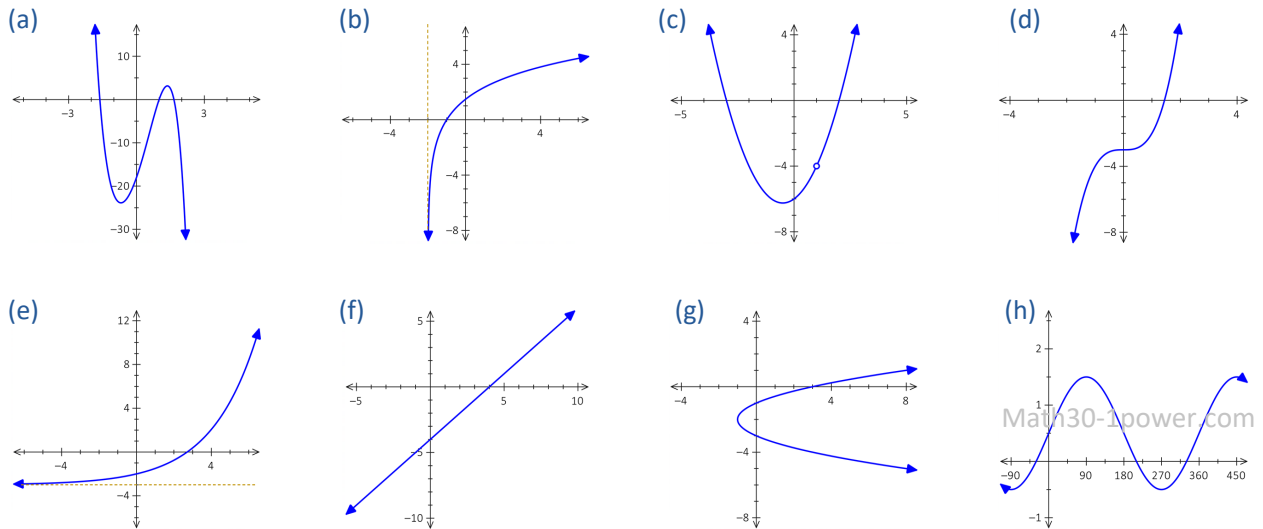 (a) (b) (c) (d)
10 4 4 4
−3 3 −4 4 −5 5 −4 4
−10 −4 −4 −4
−20
−30 −8 −8 −8
(e) (f) (g) (h)
12 5 4 2
8 −5 5 10 −4 4 8 1
4 −5 −4 Math30-1power.com
−4 4 −90 90 180 270 360 450
−4 −10 −8 −1